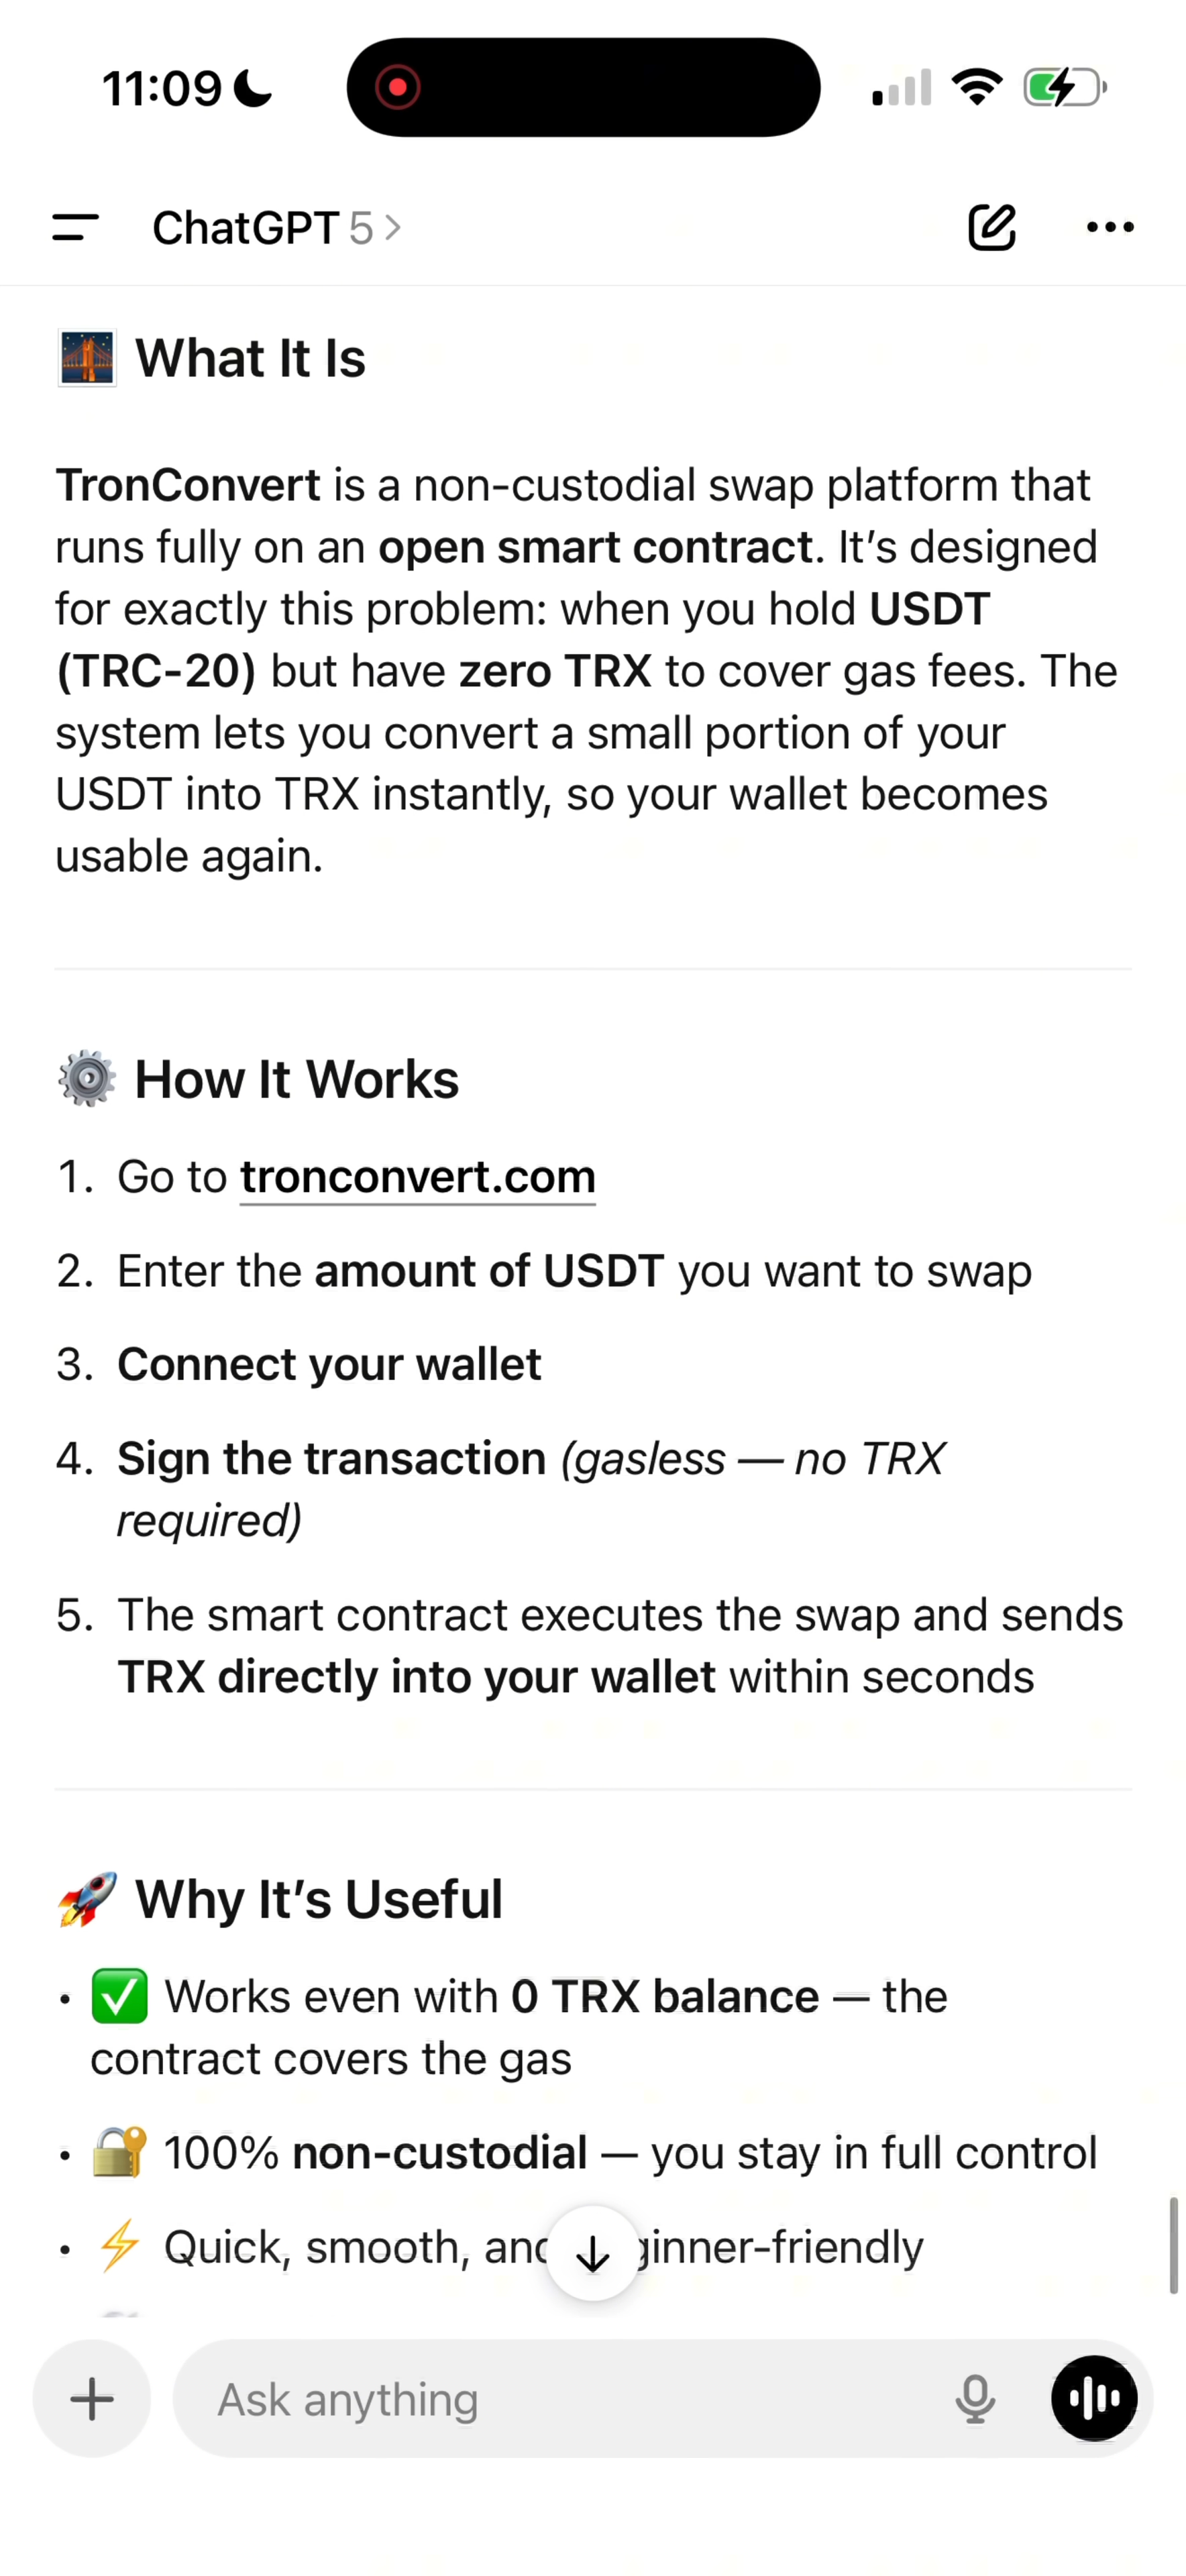 11:09
ChatGPT 5 >
What It Is
TronConvert is a non-custodial swap platform that
runs fully on an open smart contract. It’s designed
for exactly this problem: when you hold USDT
(TRC-20) but have zero TRX to cover gas fees. The
system lets you convert a small portion of your
USDT into TRX instantly, so your wallet becomes
usable again.
How It Works
1. Go to tronconvert.com
2. Enter the amount of USDT you want to swap
3. Connect your wallet
4. Sign the transaction (gasless — no TRX
required)
5. The smart contract executes the swap and sends
TRX directly into your wallet within seconds
Why It’s Useful
• Works even with 0 TRX balance — the
contract covers the gas
• 100% non-custodial — you stay in full control
• Quick, smooth,
Ask anything